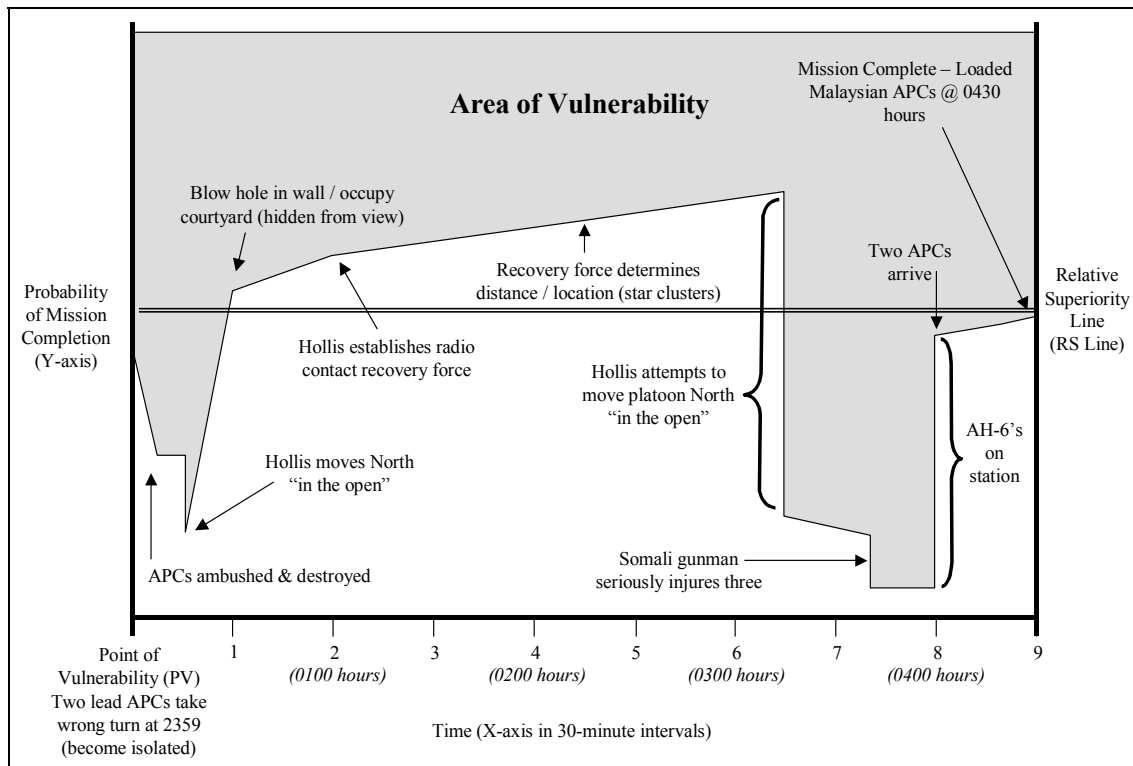 Mission Complete – Loaded
Malaysian APCs @ 0430
hours
Area of Vulnerability
Blow hole in wall / occupy
courtyard (hidden from view)
Two APCs
arrive
Recovery force determines
distance / location (star clusters)
Probability
of Mission
Completion
(Y-axis)
Relative
Superiority
Line
(RS Line)
Hollis establishes radio
contact recovery force
Hollis attempts to
move platoon North
“in the open”
AH-6’s
on
station
Hollis moves North
“in the open”
Somali gunman
seriously injures three
APCs ambushed & destroyed
1 2 3 4 5 6 7 8 9
(0100 hours) (0200 hours) (0300 hours) (0400 hours)
Point of
Vulnerability (PV)
Two lead APCs take
wrong turn at 2359
(become isolated)
Time (X-axis in 30-minute intervals)